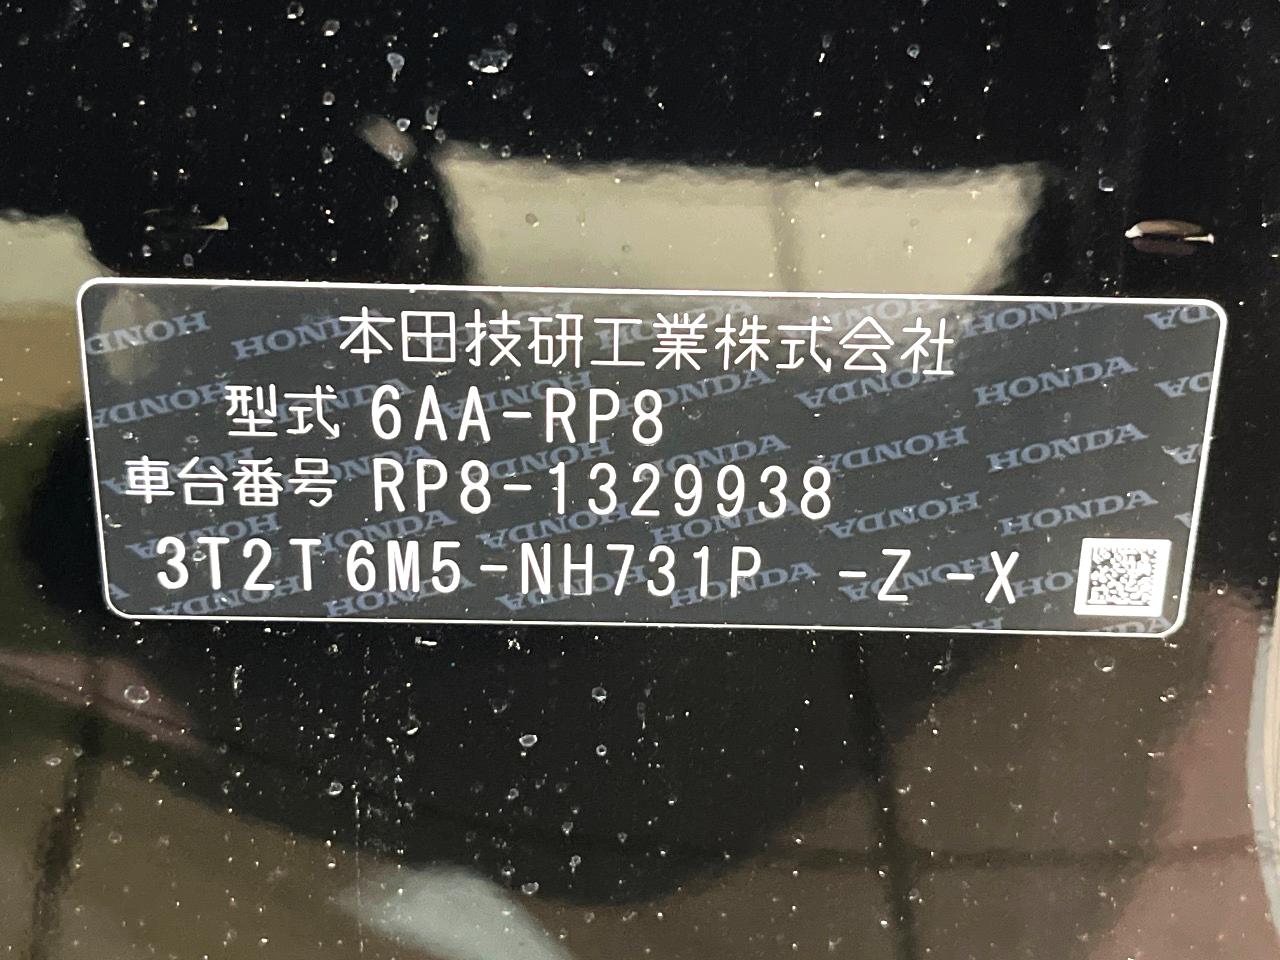 本田技研工業株式会社
型式 6AA-RP8
車台番号 RP8-1329938
3T2T6M5-NH731P -Z-X